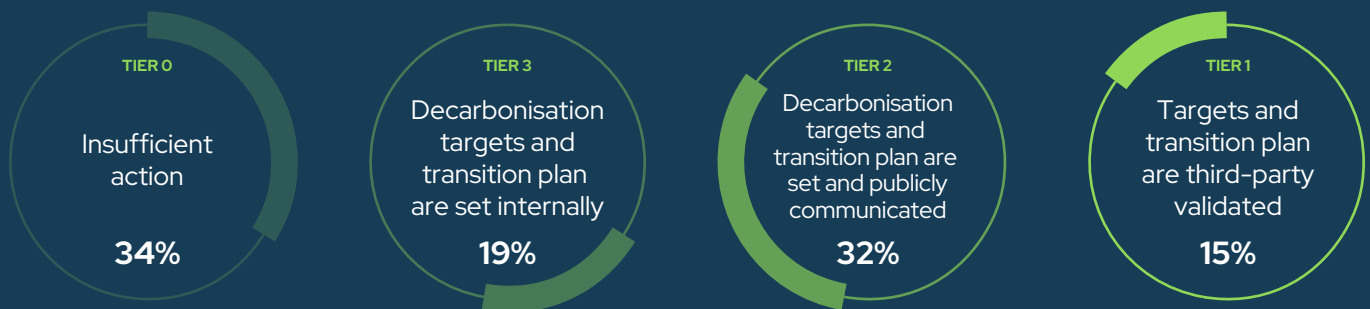 TIER 0
Insufficient
action
34%
TIER 3
Decarbonisation
targets and
transition plan
are set internally
19%
TIER 2
Decarbonisation
targets and
transition plan are
set and publicly
communicated
32%
TIER 1
Targets and
transition plan
are third-party
validated
15%